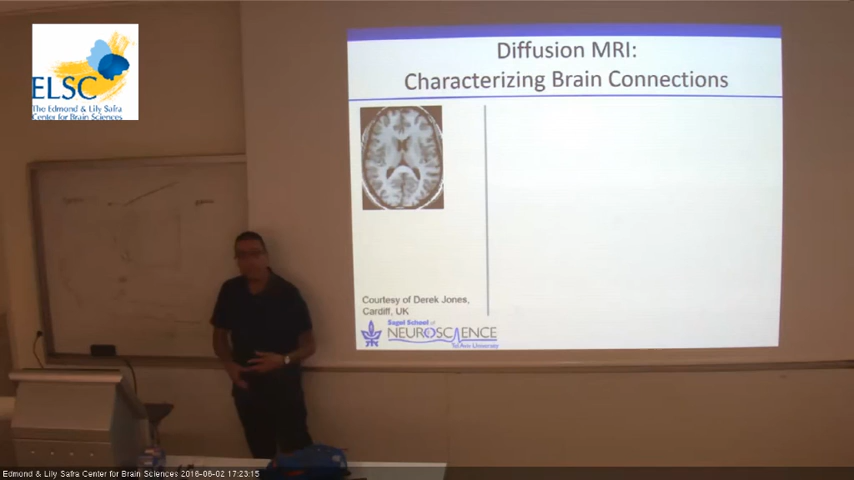 ELSC
The Edmond & Lily Safra
Center for Brain Sciences
Diffusion MRI:
Characterizing Brain Connections
Courtesy of Derek Jones,
Cardiff, UK
Sagol School of
NEUROSCIENCE
Tel Aviv University
Edmond & Lily Safra Center for Brain Sciences 2016-06-02 17:23:15